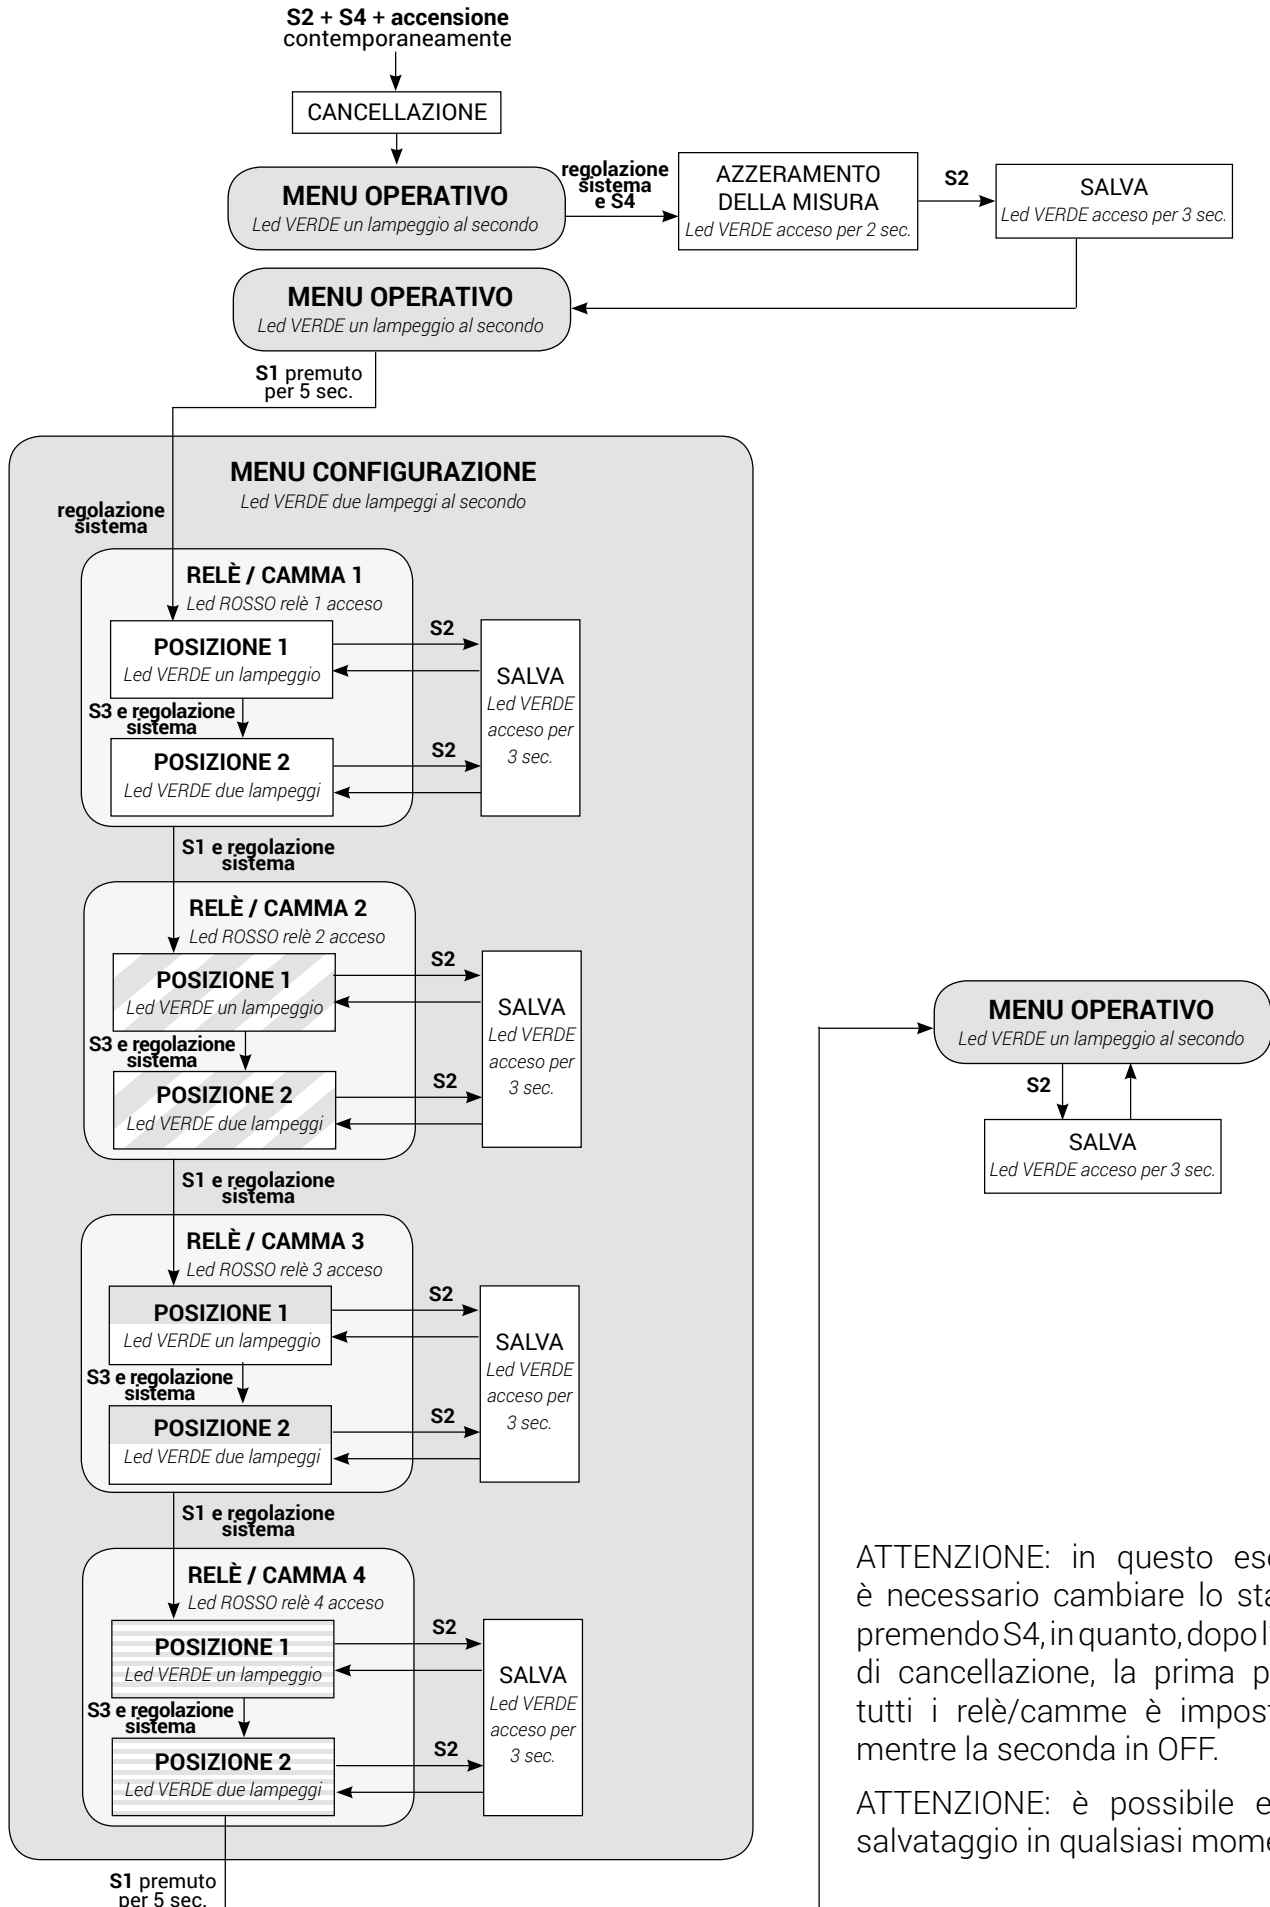 S2 + S4 + accensione
contemporaneamente
CANCELLAZIONE
MENU OPERATIVO
Led VERDE un lampeggio al secondo
regolazione
sistema
e S4
AZZERAMENTO
DELLA MISURA
Led VERDE acceso per 2 sec.
S2
SALVA
Led VERDE acceso per 3 sec.
MENU OPERATIVO
Led VERDE un lampeggio al secondo
S1 premuto
per 5 sec.
MENU CONFIGURAZIONE
Led VERDE due lampeggi al secondo
regolazione
sistema
RELÈ / CAMMA 1
Led ROSSO relè 1 acceso
POSIZIONE 1
Led VERDE un lampeggio
S2
S3 e regolazione
sistema
POSIZIONE 2
Led VERDE due lampeggi
S2
SALVA
Led VERDE
acceso per
3 sec.
S1 e regolazione
sistema
RELÈ / CAMMA 2
Led ROSSO relè 2 acceso
POSIZIONE 1
Led VERDE un lampeggio
S2
S3 e regolazione
sistema
POSIZIONE 2
Led VERDE due lampeggi
S2
SALVA
Led VERDE
acceso per
3 sec.
S1 e regolazione
sistema
RELÈ / CAMMA 3
Led ROSSO relè 3 acceso
POSIZIONE 1
Led VERDE un lampeggio
S2
S3 e regolazione
sistema
POSIZIONE 2
Led VERDE due lampeggi
S2
SALVA
Led VERDE
acceso per
3 sec.
S1 e regolazione
sistema
RELÈ / CAMMA 4
Led ROSSO relè 4 acceso
POSIZIONE 1
Led VERDE un lampeggio
S2
S3 e regolazione
sistema
POSIZIONE 2
Led VERDE due lampeggi
S2
SALVA
Led VERDE
acceso per
3 sec.
S1 premuto
per 5 sec.
MENU OPERATIVO
Led VERDE un lampeggio al secondo
S2
SALVA
Led VERDE acceso per 3 sec.
ATTENZIONE: in questo
è necessario cambiare lo
premendo S4, in quanto, dopo
di cancellazione, la prima
tutti i relè/camme è
mentre la seconda in OFF.
ATTENZIONE: è possibile
salvataggio in qualsiasi